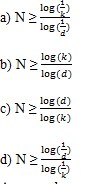 a) N ≥ log(1/k) / log(1/d)
b) N ≥ log(k) / log(d)
c) N ≥ log(d) / log(k)
d) N ≥ log(1/d) / log(1/k)